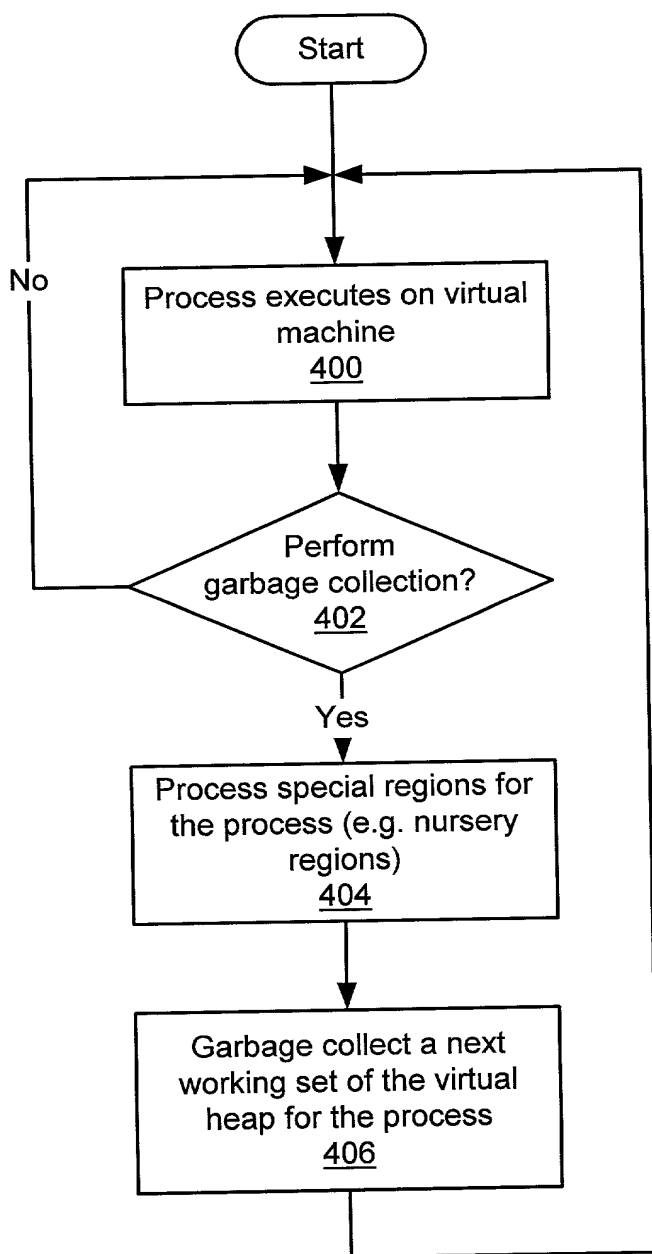 Start
No
Process executes on virtual
machine
400
Perform
garbage collection?
402
Yes
Process special regions for
the process (e.g. nursery
regions)
404
Garbage collect a next
working set of the virtual
heap for the process
406